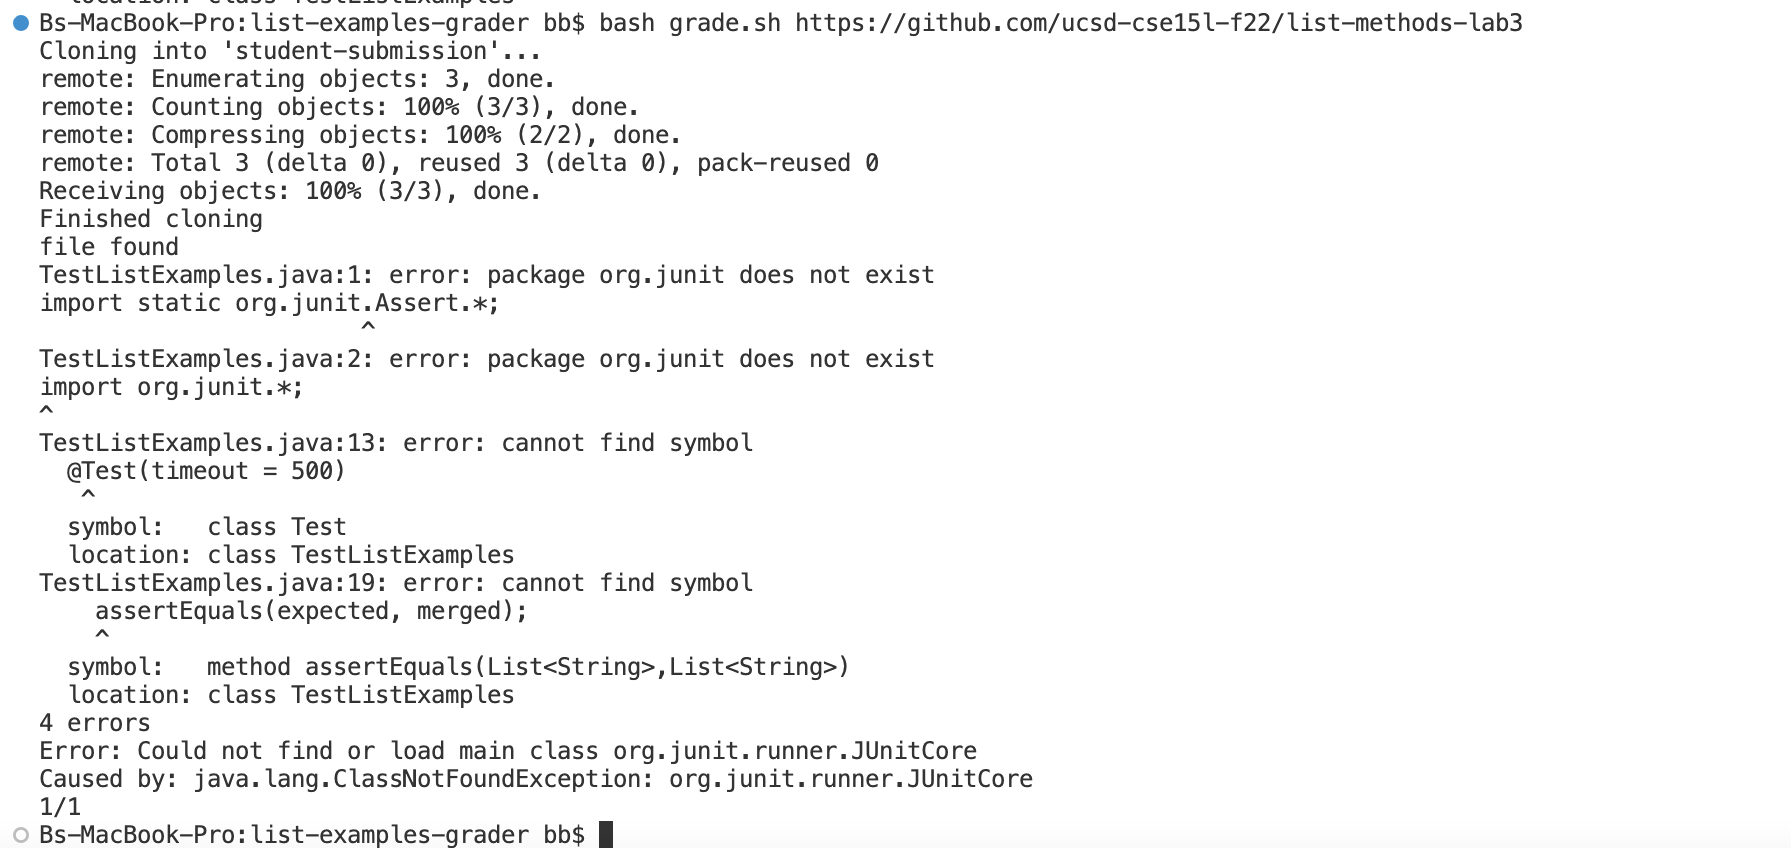 location: class TestListExamples
Bs-MacBook-Pro:list-examples-grader bb$ bash grade.sh https://github.com/ucsd-cse15l-f22/list-methods-lab3
Cloning into 'student-submission'...
remote: Enumerating objects: 3, done.
remote: Counting objects: 100% (3/3), done.
remote: Compressing objects: 100% (2/2), done.
remote: Total 3 (delta 0), reused 3 (delta 0), pack-reused 0
Receiving objects: 100% (3/3), done.
Finished cloning
file found
TestListExamples.java:1: error: package org.junit does not exist
import static org.junit.Assert.*;
                       ^
TestListExamples.java:2: error: package org.junit does not exist
import org.junit.*;
^
TestListExamples.java:13: error: cannot find symbol
  @Test(timeout = 500)
   ^
  symbol:   class Test
  location: class TestListExamples
TestListExamples.java:19: error: cannot find symbol
    assertEquals(expected, merged);
    ^
  symbol:   method assertEquals(List<String>,List<String>)
  location: class TestListExamples
4 errors
Error: Could not find or load main class org.junit.runner.JUnitCore
Caused by: java.lang.ClassNotFoundException: org.junit.runner.JUnitCore
1/1
Bs-MacBook-Pro:list-examples-grader bb$